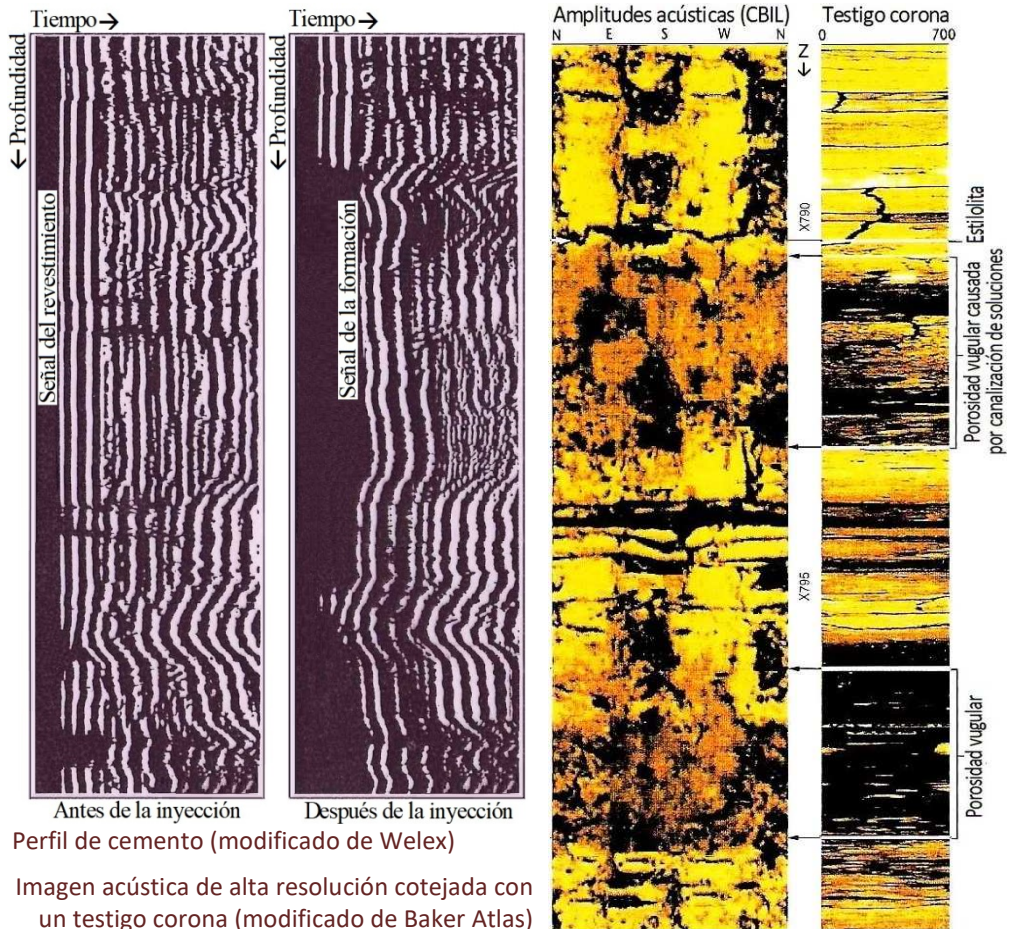 Tiempo→
← Profundidad
Señal del revestimiento
Antes de la inyección
Tiempo→
← Profundidad
Señal de la formación
Después de la inyección
Perfil de cemento (modificado de Welex)
Imagen acústica de alta resolución cotejada con
un testigo corona (modificado de Baker Atlas)
Amplitudes acústicas (CBIL)
N E S W N
Z
↓
X790
X795
Testigo corona
0 700
Estilolita
Porosidad vugular causada
por canalización de soluciones
Porosidad vugular